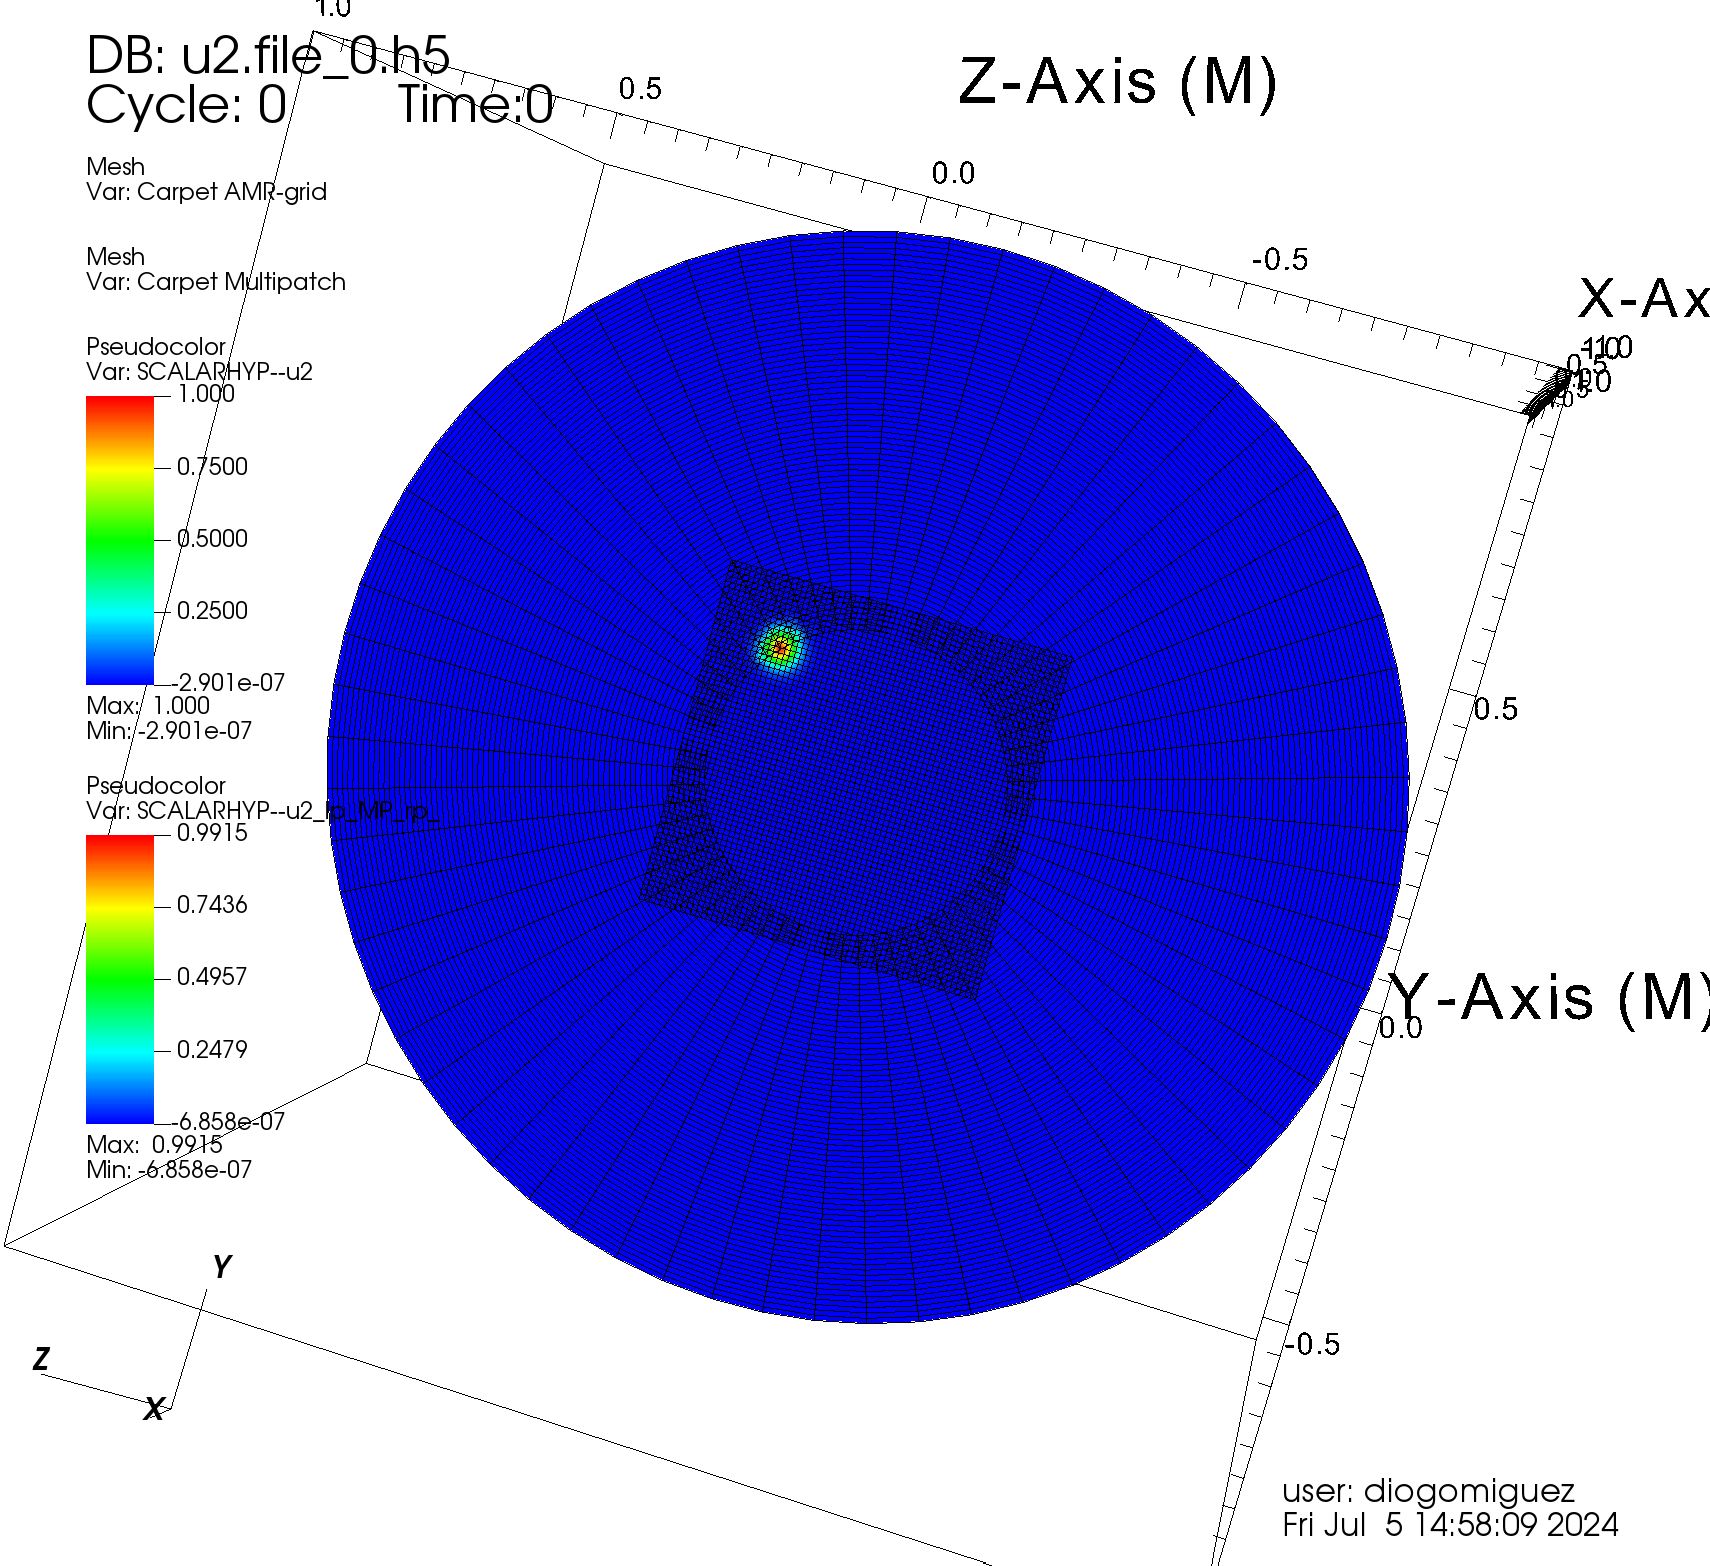 1.0
DB: u2.file_0.h5
Cycle: 0 Time:0
Z-Axis (M)
0.5
0.0
-0.5
X-Ax
Mesh
Var: Carpet AMR-grid
Mesh
Var: Carpet Multipatch
Pseudocolor
Var: SCALARHYP--u2
1.000
0.7500
0.5000
0.2500
-2.901e-07
Max: 1.000
Min: -2.901e-07
Pseudocolor
Var: SCALARHYP--u2_lp_MP_rp_
0.9915
0.7436
0.4957
0.2479
-6.858e-07
Max: 0.9915
Min: -6.858e-07
0.5
Y-Axis (M)
0.0
-0.5
Y
Z
X
user: diogomiguez
Fri Jul 5 14:58:09 2024